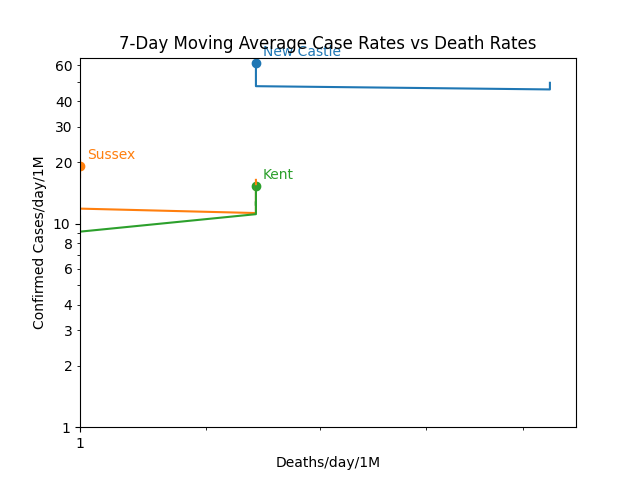 7-Day Moving Average Case Rates vs Death Rates
New Castle
Sussex
Kent
60
40
30
20
10
8
6
4
3
2
1
1
Confirmed Cases/day/1M
Deaths/day/1M